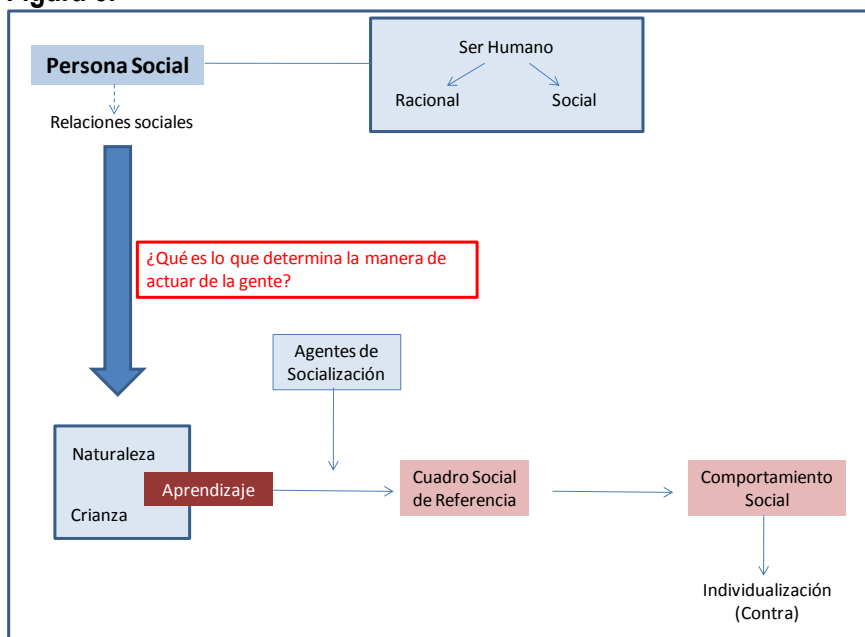 Ser Humano
Persona Social
Racional
Social
Relaciones sociales
¿Qué es lo que determina la manera de
actuar de la gente?
Agentes de
Socialización
Naturaleza
Aprendizaje
Crianza
Cuadro Social
de Referencia
Comportamiento
Social
Individualización
(Contra)